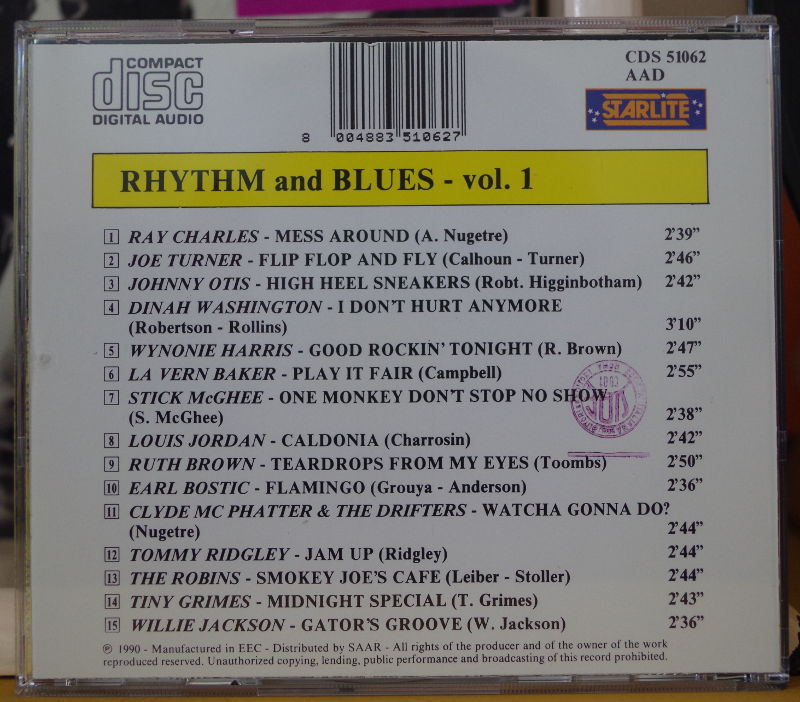 COMPACT
disc
DIGITAL AUDIO
8 004883 510627
CDS 51062
AAD
STARLITE
RHYTHM and BLUES - vol. 1
1 RAY CHARLES - MESS AROUND (A. Nugetre) 2'39"
2 JOE TURNER - FLIP FLOP AND FLY (Calhoun - Turner) 2'46"
3 JOHNNY OTIS - HIGH HEEL SNEAKERS (Robt. Higginbotham) 2'42"
4 DINAH WASHINGTON - I DON'T HURT ANYMORE
(Robertson - Rollins) 3'10"
5 WYNONIE HARRIS - GOOD ROCKIN' TONIGHT (R. Brown) 2'47"
6 LA VERN BAKER - PLAY IT FAIR (Campbell) 2'55"
7 STICK McGHEE - ONE MONKEY DON'T STOP NO SHOW
(S. McGhee) 2'38"
8 LOUIS JORDAN - CALDONIA (Charrosin) 2'42"
9 RUTH BROWN - TEARDROPS FROM MY EYES (Toombs) 2'50"
10 EARL BOSTIC - FLAMINGO (Grouya - Anderson) 2'36"
11 CLYDE MC PHATTER & THE DRIFTERS - WATCHA GONNA DO?
(Nugetre) 2'44"
12 TOMMY RIDGLEY - JAM UP (Ridgley) 2'44"
13 THE ROBINS - SMOKEY JOE'S CAFE (Leiber - Stoller) 2'44"
14 TINY GRIMES - MIDNIGHT SPECIAL (T. Grimes) 2'43"
15 WILLIE JACKSON - GATOR'S GROOVE (W. Jackson) 2'36"
℗ 1990 - Manufactured in EEC - Distributed by SAAR - All rights of the producer and of the owner of the work
reproduced reserved. Unauthorized copying, lending, public performance and broadcasting of this record prohibited.